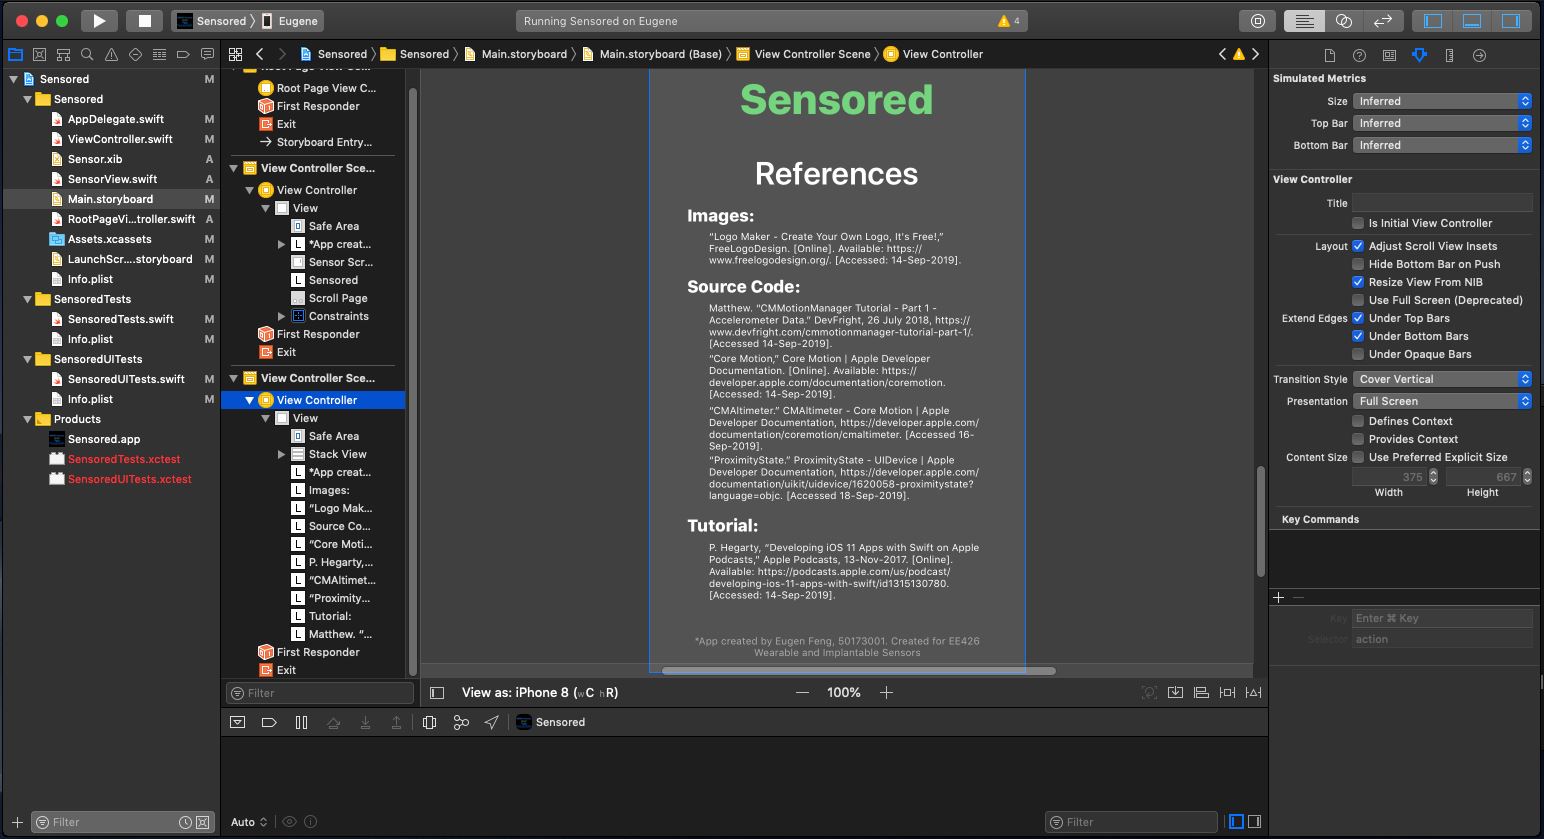 Sensored
Eugene
Running Sensored on Eugene
4
Sensored
Sensored
Main.storyboard
Main.storyboard (Base)
View Controller Scene
View Controller
Sensored M
Sensored
AppDelegate.swift M
ViewController.swift M
Sensor.xib A
SensorView.swift A
Main.storyboard M
RootPageVi...troller.swift A
Assets.xcassets M
LaunchScr....storyboard M
Info.plist M
SensoredTests
SensoredTests.swift M
Info.plist M
SensoredUITests
SensoredUITests.swift M
Info.plist M
Products
Sensored.app
SensoredTests.xctest
SensoredUITests.xctest
Filter
Root Page View C...
First Responder
Exit
Storyboard Entry...
View Controller Sce...
View Controller
View
Safe Area
L *App creat...
Sensor Scr...
L Sensored
Scroll Page
Constraints
First Responder
Exit
View Controller Sce...
View Controller
View
Safe Area
Stack View
L *App creat...
L Images:
L “Logo Mak...
L Source Co...
L “Core Moti...
L P. Hegarty,...
L “CMAltimet...
L “Proximity...
L Tutorial:
L Matthew. “...
First Responder
Exit
Filter
Sensored
References
Images:
“Logo Maker - Create Your Own Logo, It's Free!,”
FreeLogoDesign. [Online]. Available: https://
www.freelogodesign.org/. [Accessed: 14-Sep-2019].
Source Code:
Matthew. “CMMotionManager Tutorial - Part 1 -
Accelerometer Data.” DevFright, 26 July 2018, https://
www.devfright.com/cmmotionmanager-tutorial-part-1/.
[Accessed 14-Sep-2019].
“Core Motion,” Core Motion | Apple Developer
Documentation. [Online]. Available: https://
developer.apple.com/documentation/coremotion.
[Accessed: 14-Sep-2019].
“CMAltimeter.” CMAltimeter - Core Motion | Apple
Developer Documentation, https://developer.apple.com/
documentation/coremotion/cmaltimeter. [Accessed 16-
Sep-2019].
“ProximityState.” ProximityState - UIDevice | Apple
Developer Documentation, https://developer.apple.com/
documentation/uikit/uidevice/1620058-proximitystate?
language=objc. [Accessed 18-Sep-2019].
Tutorial:
P. Hegarty, “Developing iOS 11 Apps with Swift on Apple
Podcasts,” Apple Podcasts, 13-Nov-2017. [Online].
Available: https://podcasts.apple.com/us/podcast/
developing-ios-11-apps-with-swift/id1315130780.
[Accessed: 14-Sep-2019].
*App created by Eugen Feng, 50173001. Created for EE426
Wearable and Implantable Sensors
View as: iPhone 8 (wC hR)
100%
Sensored
Auto
Filter
Simulated Metrics
Size Inferred
Top Bar Inferred
Bottom Bar Inferred
View Controller
Title
Is Initial View Controller
Layout Adjust Scroll View Insets
Hide Bottom Bar on Push
Resize View From NIB
Use Full Screen (Deprecated)
Extend Edges Under Top Bars
Under Bottom Bars
Under Opaque Bars
Transition Style Cover Vertical
Presentation Full Screen
Defines Context
Provides Context
Content Size Use Preferred Explicit Size
375 667
Width Height
Key Commands
Key Enter ⌘ Key
Selector action